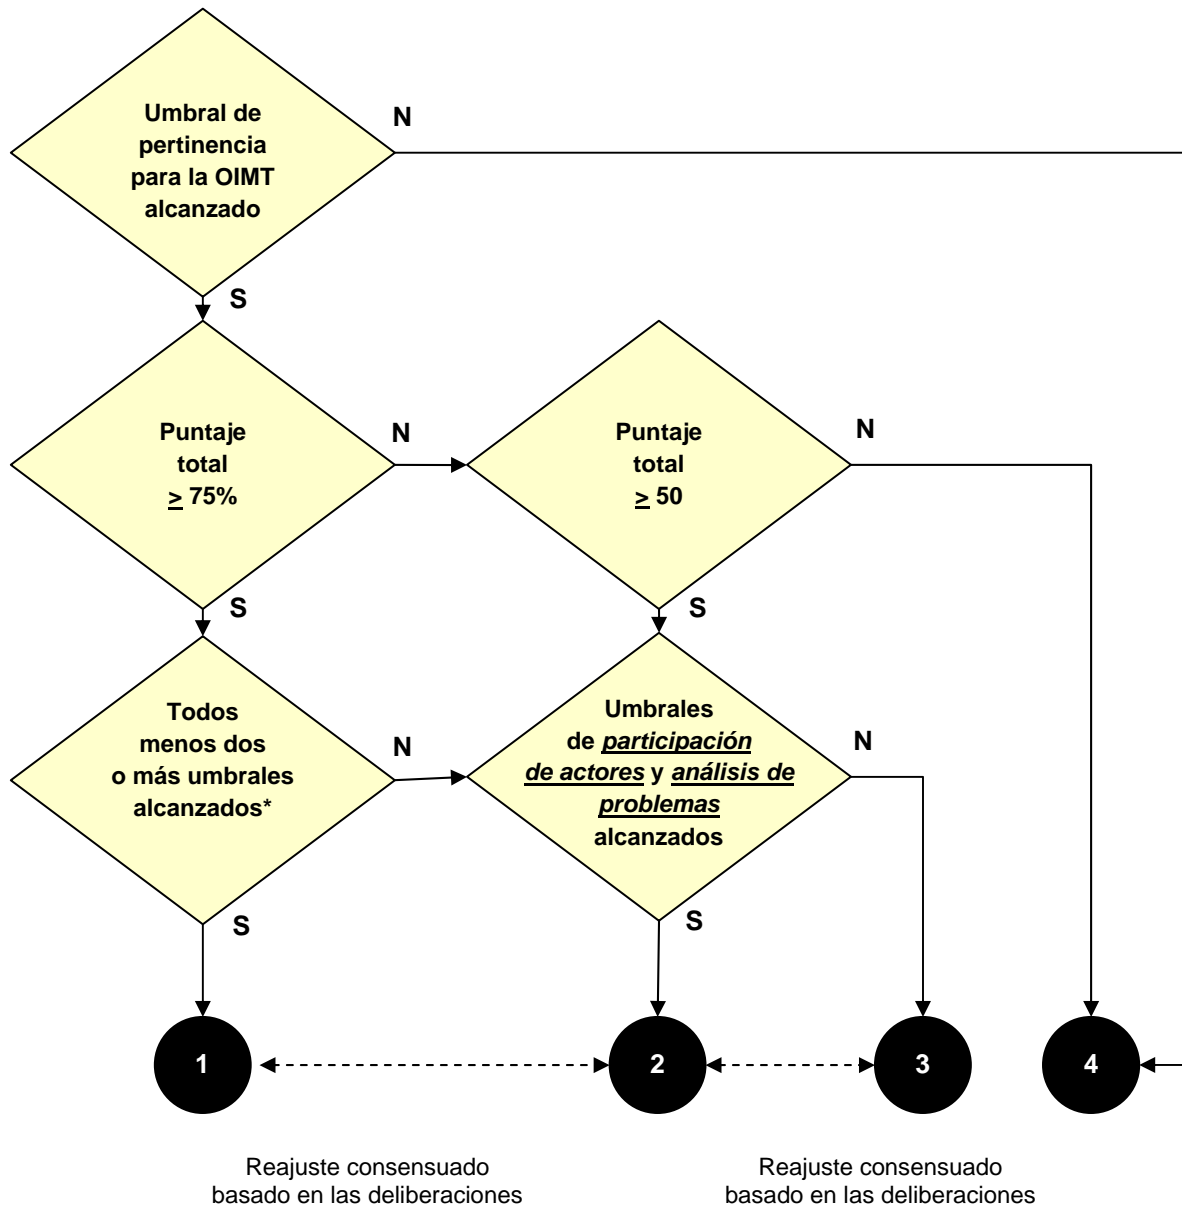 Umbral de
pertinencia
para la OIMT
alcanzado
N
S
Puntaje
total
≥ 75%
N
S
Puntaje
total
≥ 50
N
S
Todos
menos dos
o más umbrales
alcanzados*
N
S
Umbrales
de participación
de actores y análisis de
problemas
alcanzados
N
S
1
2
3
4
Reajuste consensuado
basado en las deliberaciones
Reajuste consensuado
basado en las deliberaciones